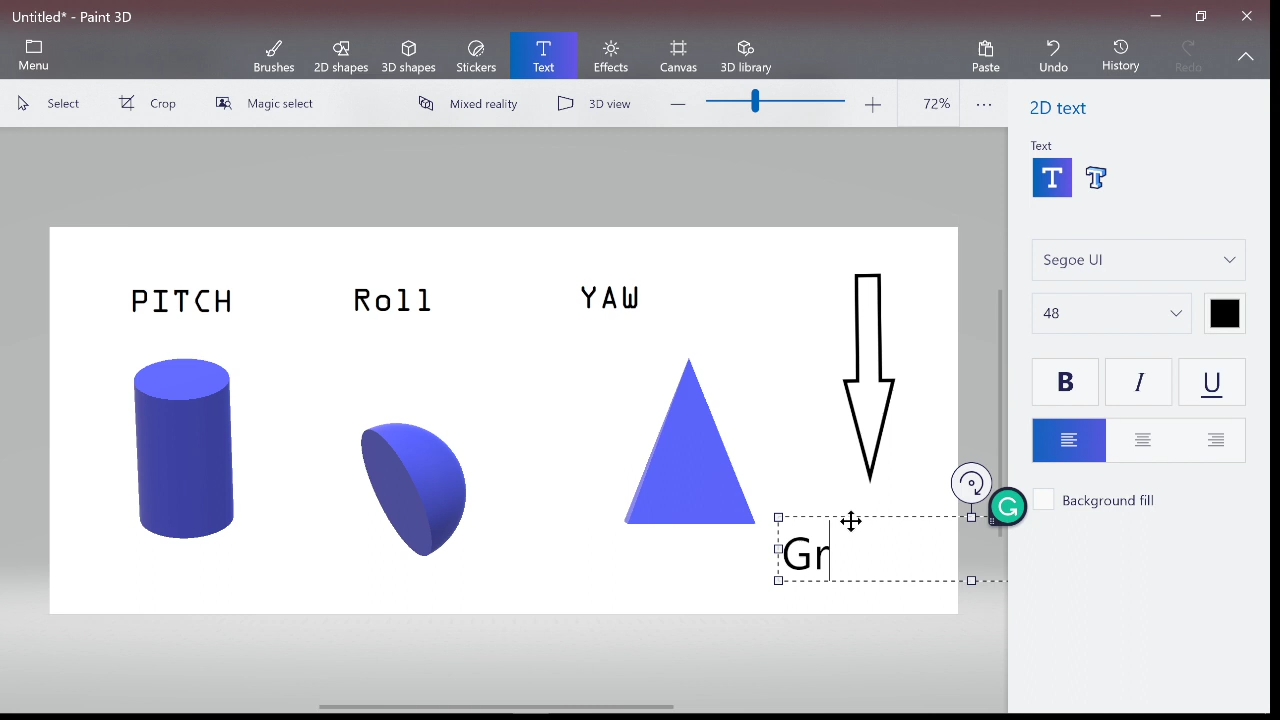 Untitled* - Paint 3D
Menu
Brushes
2D shapes
3D shapes
Stickers
Text
Effects
Canvas
3D library
Paste
Undo
History
Redo
Select
Crop
Magic select
Mixed reality
3D view
72%
2D text
Text
Segoe UI
48
B
I
U
Background fill
PITCH
Roll
YAW
Gr